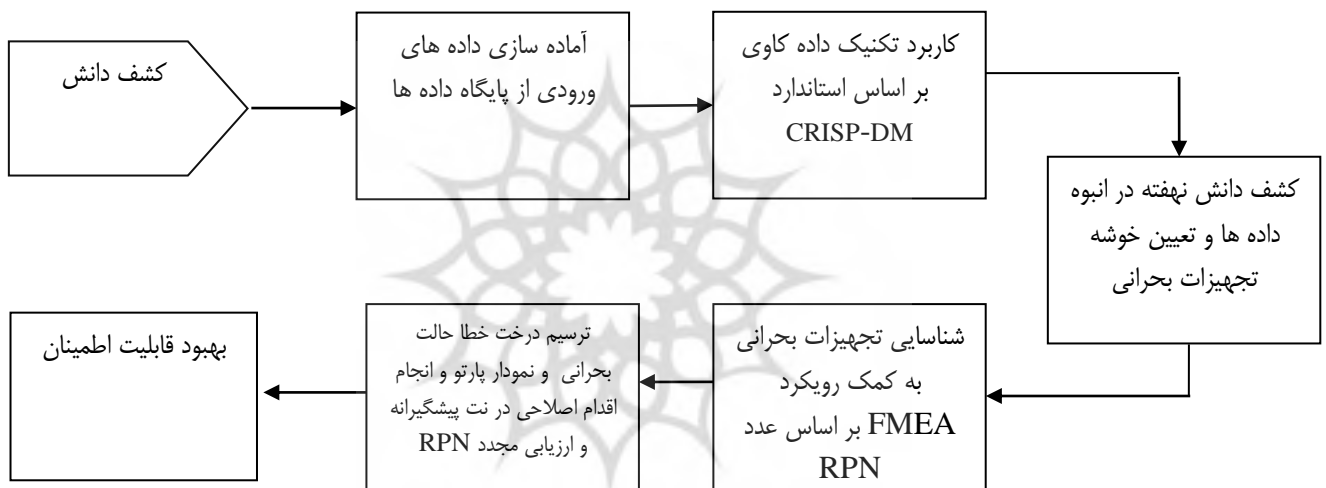 کشف دانش
آماده سازی داده های
ورودی از پایگاه داده ها
کاربرد تکنیک داده کاوی
بر اساس استاندارد
CRISP-DM
کشف دانش نهفته در انبوه
داده ها و تعیین خوشه
تجهیزات بحرانی
شناسایی تجهیزات بحرانی
به کمک رویکرد
FMEA بر اساس عدد
RPN
ترسیم درخت خطا حالت
بحرانی و نمودار پارتو و انجام
اقدام اصلاحی در نت پیشگیرانه
و ارزیابی مجدد RPN
بهبود قابلیت اطمینان